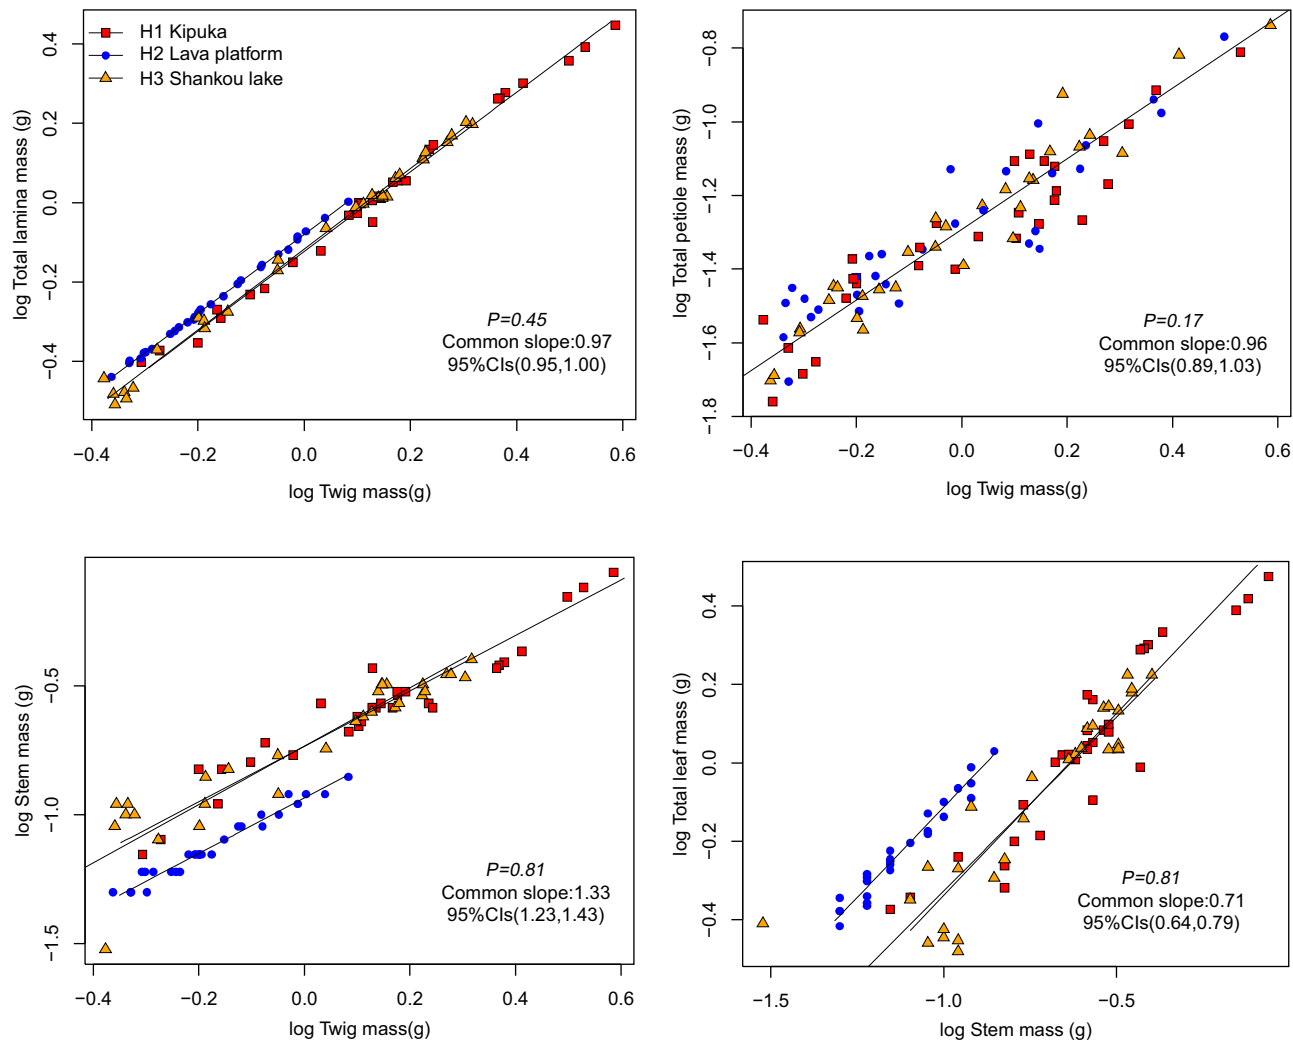 H1 Kipuka
H2 Lava platform
H3 Shankou lake
log Total lamina mass (g)
0.4
0.2
0.0
−0.2
−0.4
P=0.45
Common slope:0.97
95%CIs(0.95,1.00)
−0.4 −0.2 0.0 0.2 0.4 0.6
log Twig mass(g)
log Total petiole mass (g)
−0.8
−1.0
−1.2
−1.4
−1.6
−1.8
P=0.17
Common slope:0.96
95%CIs(0.89,1.03)
−0.4 −0.2 0.0 0.2 0.4 0.6
log Twig mass(g)
log Stem mass (g)
−0.5
−1.0
−1.5
P=0.81
Common slope:1.33
95%CIs(1.23,1.43)
−0.4 −0.2 0.0 0.2 0.4 0.6
log Twig mass(g)
log Total leaf mass (g)
0.4
0.2
0.0
−0.2
−0.4
P=0.81
Common slope:0.71
95%CIs(0.64,0.79)
−1.5 −1.0 −0.5
log Stem mass (g)